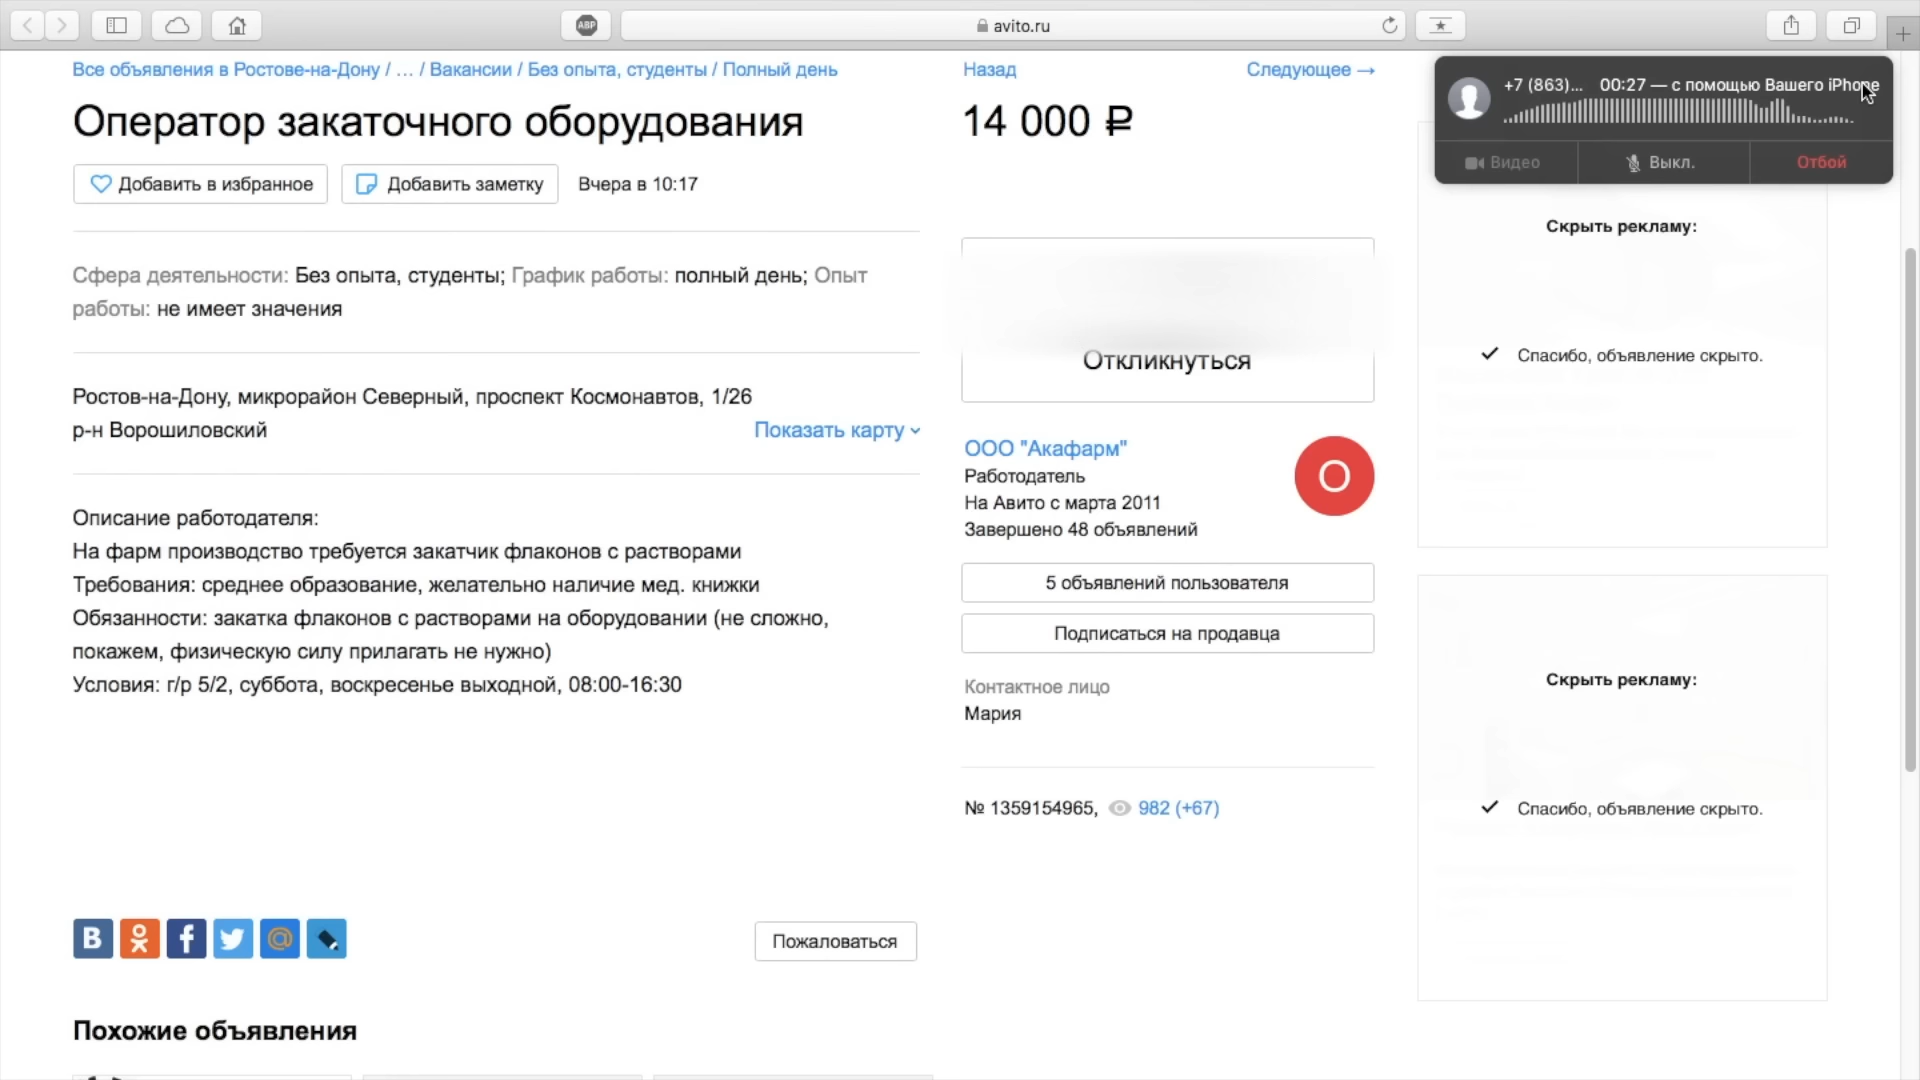 ABP
avito.ru
Все объявления в Ростове-на-Дону / ... / Вакансии / Без опыта, студенты / Полный день
Назад
Следующее →
Оператор закаточного оборудования
14 000 ₽
+7 (863)... 00:27 — с помощью Вашего iPhone
Видео
Выкл.
Отбой
Добавить в избранное
Добавить заметку
Вчера в 10:17
Скрыть рекламу:
Спасибо, объявление скрыто.
Сфера деятельности: Без опыта, студенты; График работы: полный день; Опыт
работы: не имеет значения
Откликнуться
Ростов-на-Дону, микрорайон Северный, проспект Космонавтов, 1/26
р-н Ворошиловский
Показать карту
ООО "Акафарм"
Работодатель
На Авито с марта 2011
Завершено 48 объявлений
О
Описание работодателя:
На фарм производство требуется закатчик флаконов с растворами
Требования: среднее образование, желательно наличие мед. книжки
Обязанности: закатка флаконов с растворами на оборудовании (не сложно,
покажем, физическую силу прилагать не нужно)
Условия: г/р 5/2, суббота, воскресенье выходной, 08:00-16:30
5 объявлений пользователя
Подписаться на продавца
Контактное лицо
Мария
№ 1359154965, 982 (+67)
Скрыть рекламу:
Спасибо, объявление скрыто.
Пожаловаться
Похожие объявления